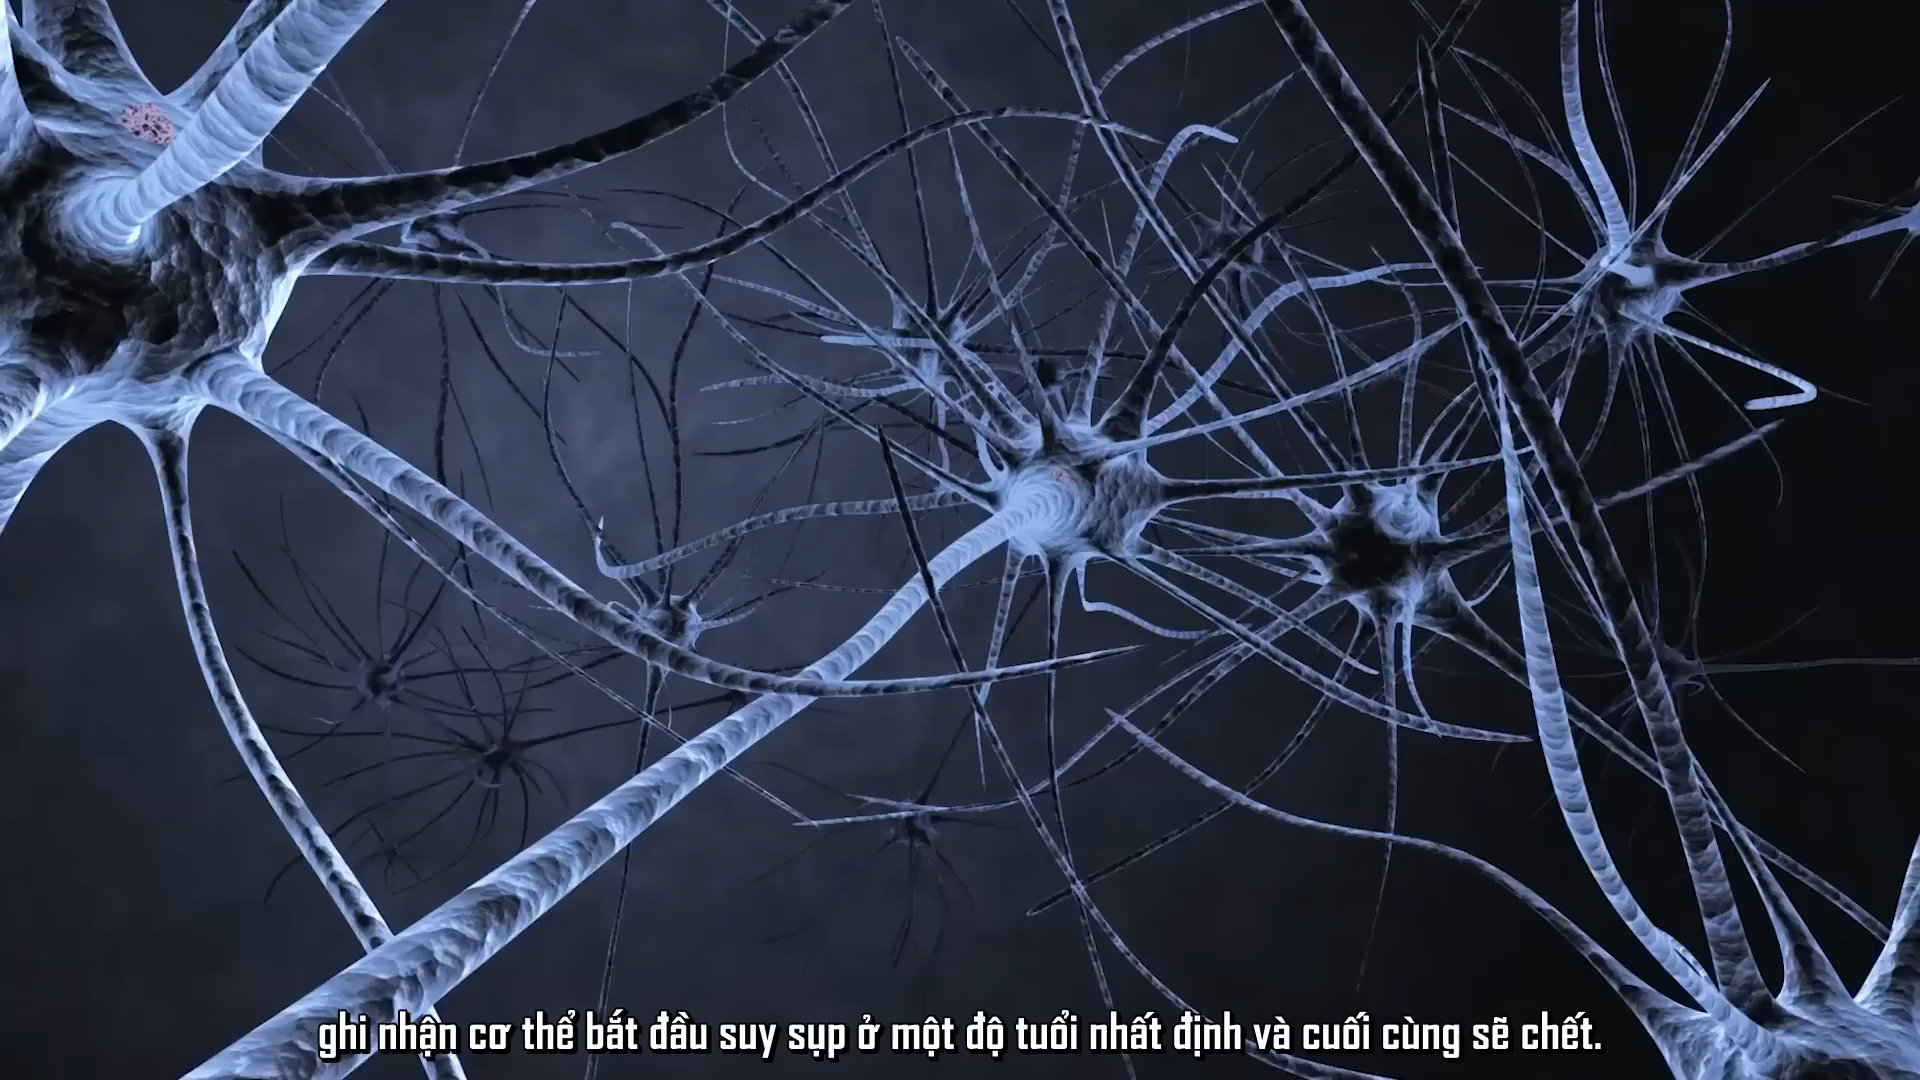 ghi nhận cơ thể bắt đầu suy sụp ở một độ tuổi nhất định và cuối cùng sẽ chết.